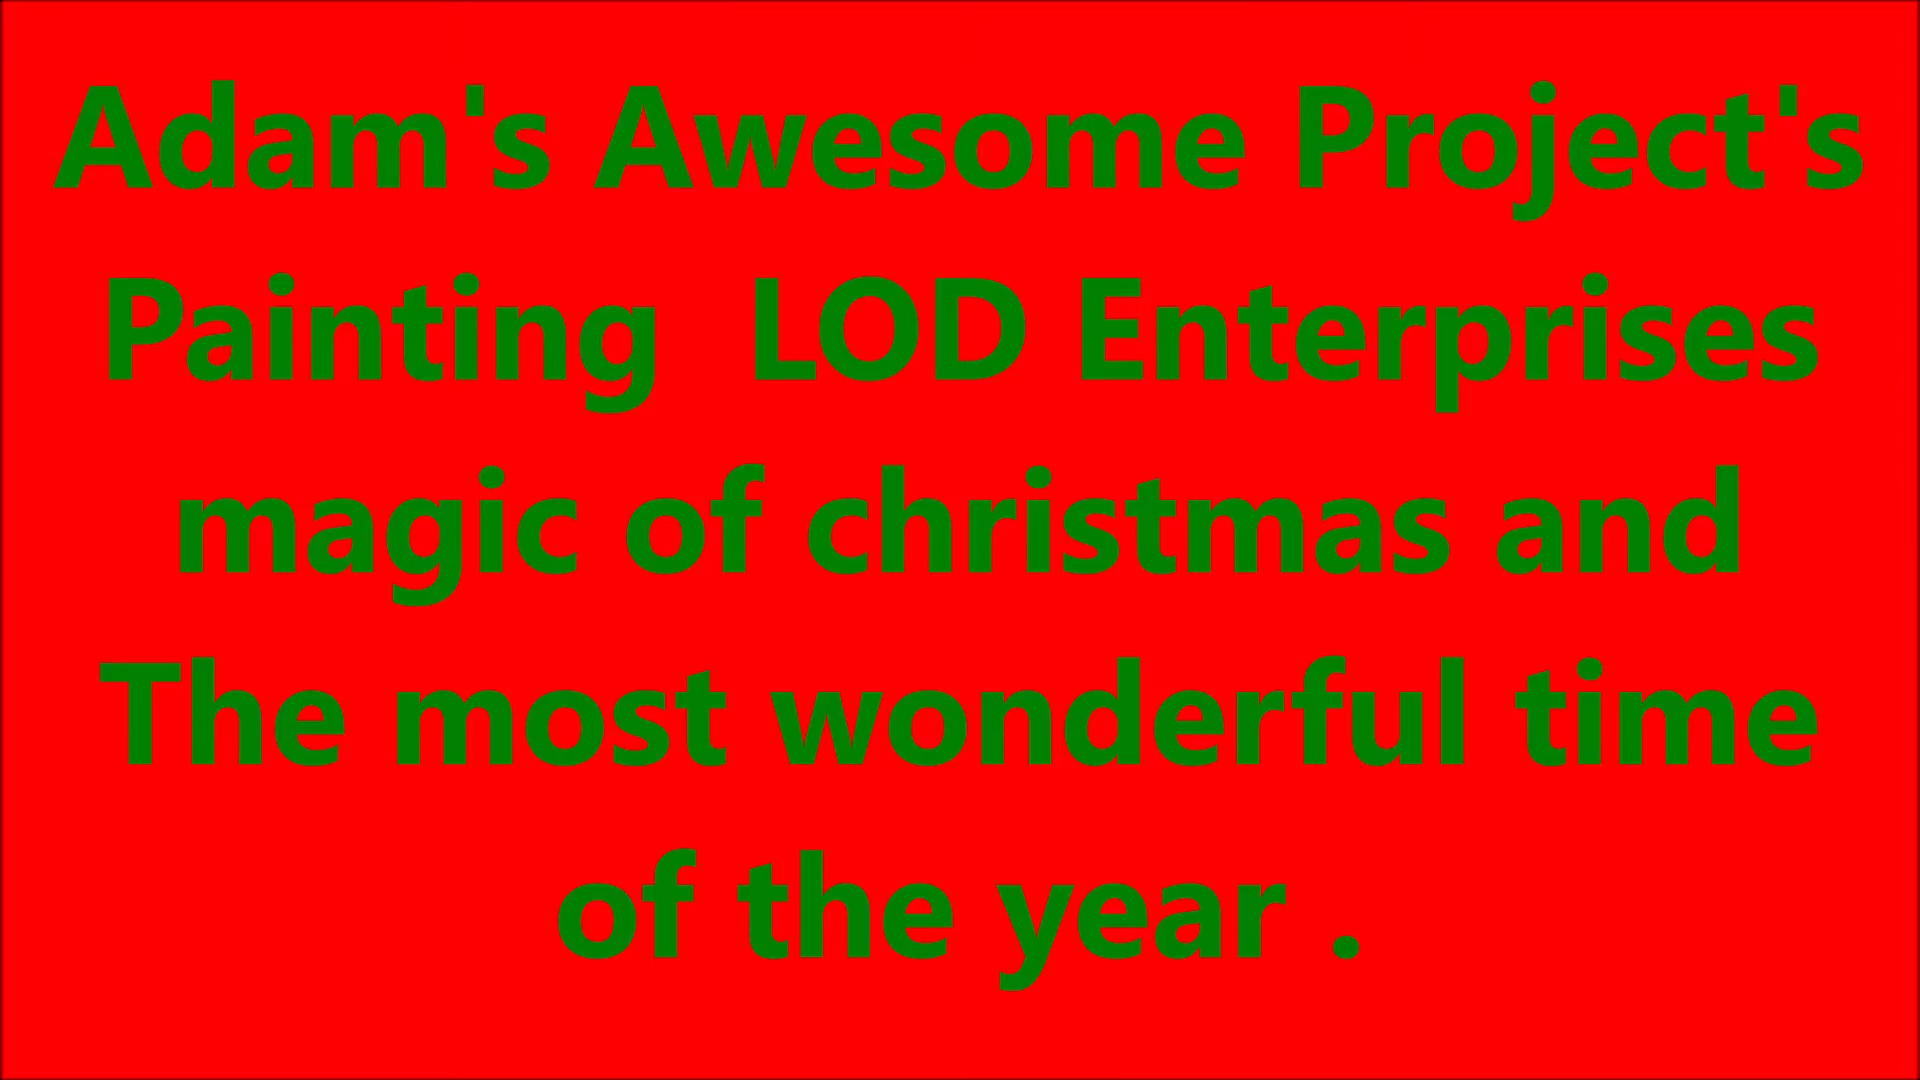 Adam's Awesome Project's
Painting  LOD Enterprises
magic of christmas and
The most wonderful time
of the year .